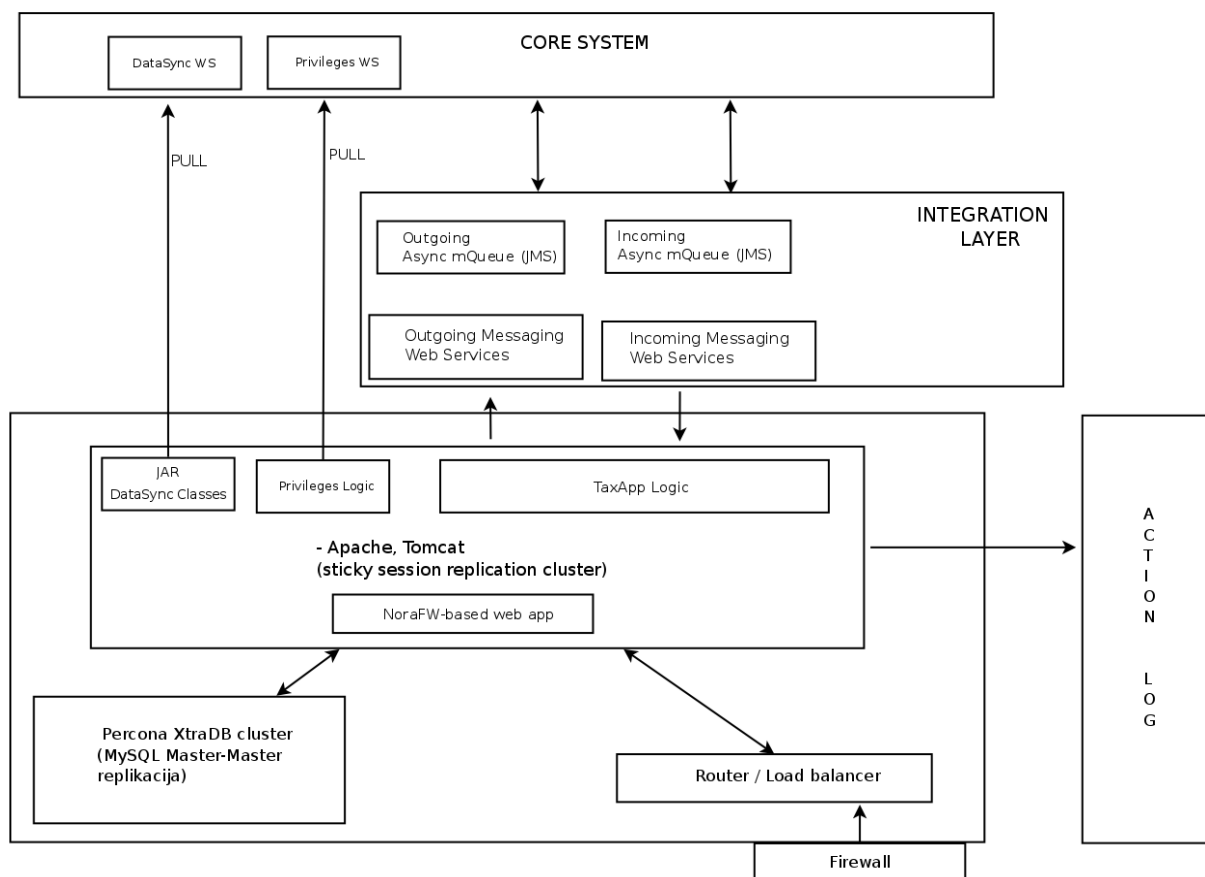 CORE SYSTEM
DataSync WS
Privileges WS
PULL
PULL
INTEGRATION
LAYER
Outgoing
Async mQueue (JMS)
Incoming
Async mQueue (JMS)
Outgoing Messaging
Web Services
Incoming Messaging
Web Services
JAR
DataSync Classes
Privileges Logic
TaxApp Logic
- Apache, Tomcat
(sticky session replication cluster)
NoraFW-based web app
Percona XtraDB cluster
(MySQL Master-Master
replikacija)
Router / Load balancer
Firewall
A
C
T
I
O
N
L
O
G